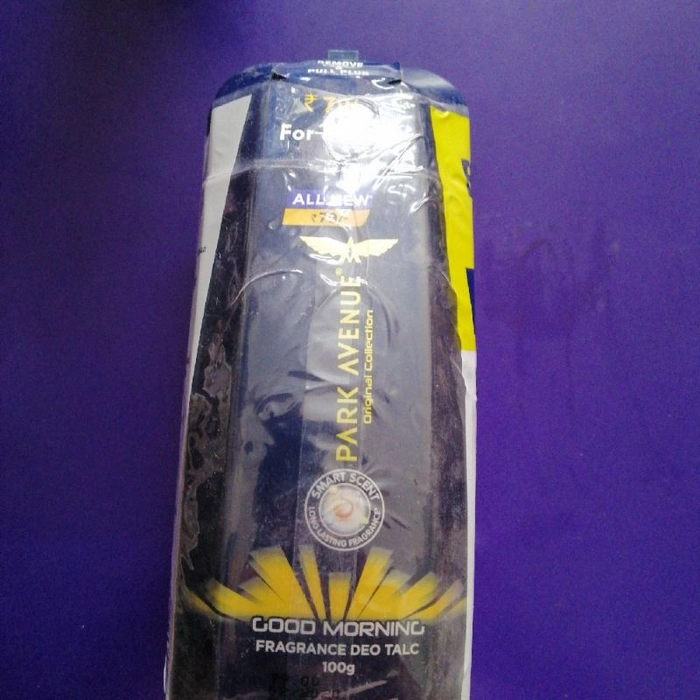 REMOVE
PULL PLUG
For
ALL NEW
PARK AVENUE®
Original Collection
SMART SCENT
LONG LASTING FRAGRANCE
GOOD MORNING
FRAGRANCE DEO TALC
100g